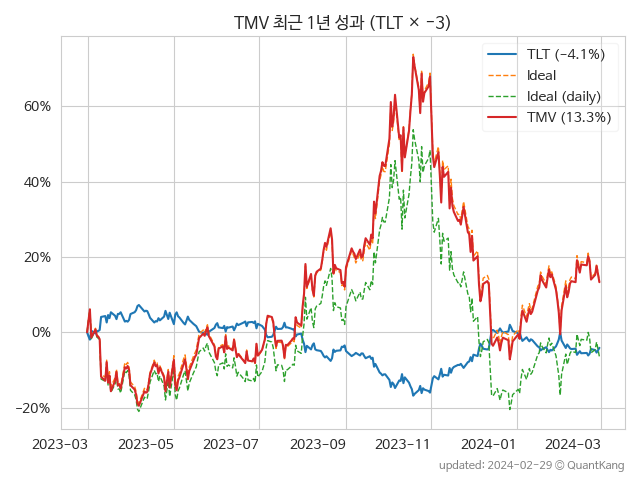 TMV 최근 1년 성과 (TLT × -3)
TLT (-4.1%)
Ideal
Ideal (daily)
TMV (13.3%)
60%
40%
20%
0%
-20%
2023-03 2023-05 2023-07 2023-09 2023-11 2024-01 2024-03
updated: 2024-02-29 © QuantKang